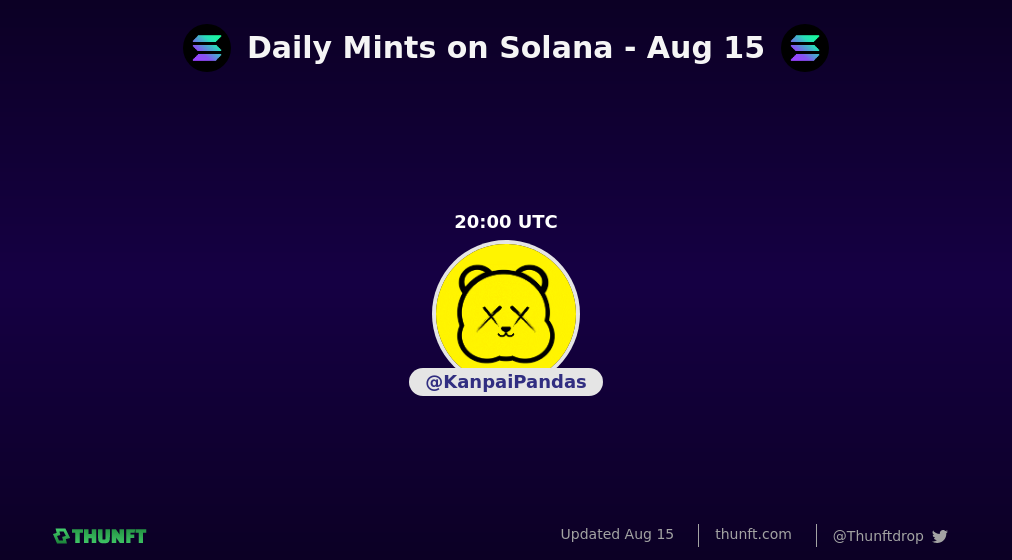 Daily Mints on Solana - Aug 15
20:00 UTC
@KanpaiPandas
THUNFT
Updated Aug 15
thunft.com
@Thunftdrop